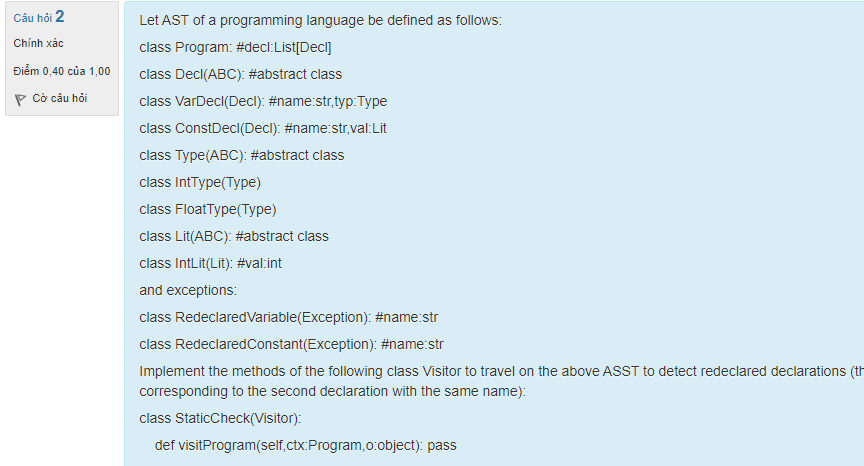 Câu hỏi 2
Chính xác
Điểm 0,40 của 1,00
Cờ câu hỏi
Let AST of a programming language be defined as follows:
class Program: #decl:List[Decl]
class Decl(ABC): #abstract class
class VarDecl(Decl): #name:str,typ:Type
class ConstDecl(Decl): #name:str,val:Lit
class Type(ABC): #abstract class
class IntType(Type)
class FloatType(Type)
class Lit(ABC): #abstract class
class IntLit(Lit): #val:int
and exceptions:
class RedeclaredVariable(Exception): #name:str
class RedeclaredConstant(Exception): #name:str
Implement the methods of the following class Visitor to travel on the above ASST to detect redeclared declarations (th
corresponding to the second declaration with the same name):
class StaticCheck(Visitor):
def visitProgram(self,ctx:Program,o:object): pass